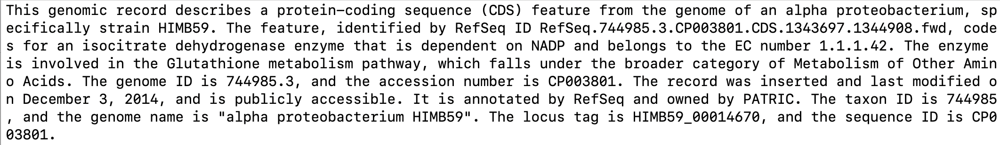 This genomic record describes a protein-coding sequence (CDS) feature from the genome of an alpha proteobacterium, sp
ecifically strain HIMB59. The feature, identified by RefSeq ID RefSeq.744985.3.CP003801.CDS.1343697.1344908.fwd, code
s for an isocitrate dehydrogenase enzyme that is dependent on NADP and belongs to the EC number 1.1.1.42. The enzyme
is involved in the Glutathione metabolism pathway, which falls under the broader category of Metabolism of Other Amin
o Acids. The genome ID is 744985.3, and the accession number is CP003801. The record was inserted and last modified o
n December 3, 2014, and is publicly accessible. It is annotated by RefSeq and owned by PATRIC. The taxon ID is 744985
, and the genome name is "alpha proteobacterium HIMB59". The locus tag is HIMB59_00014670, and the sequence ID is CP0
03801.